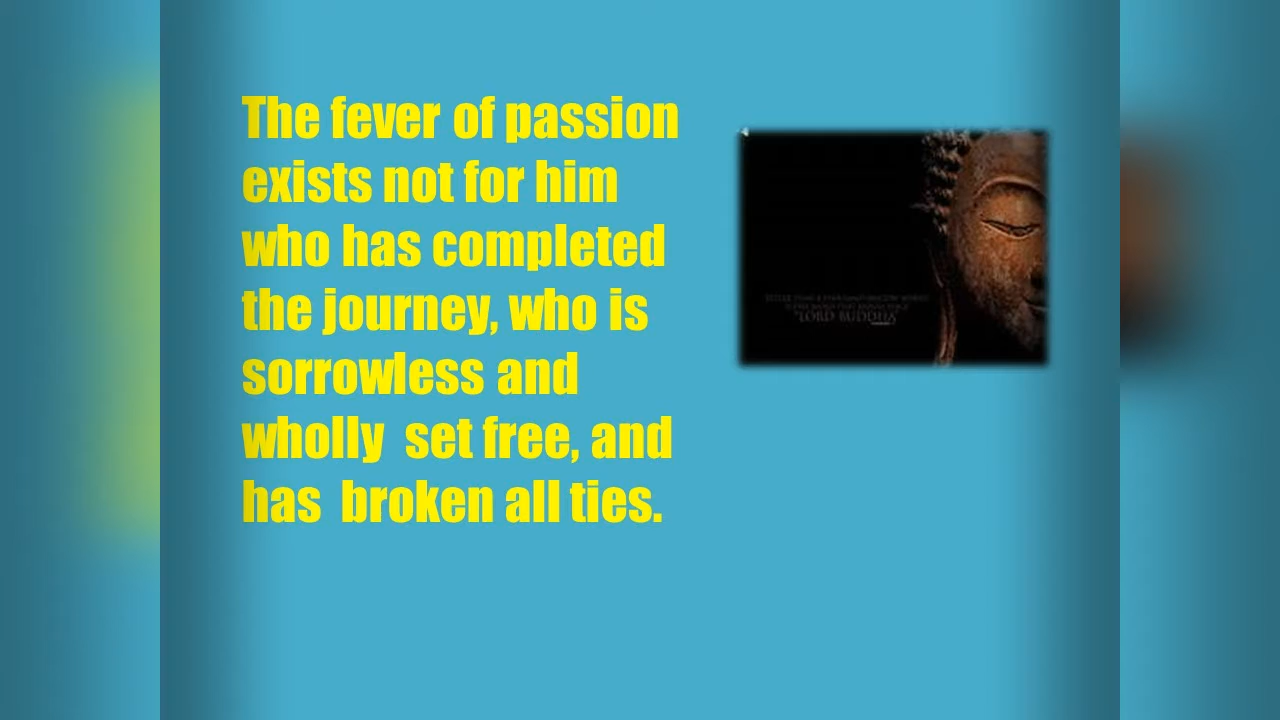 The fever of passion
exists not for him
who has completed
the journey, who is
sorrowless and
wholly  set free, and
has  broken all ties.
"LORD BUDDHA"